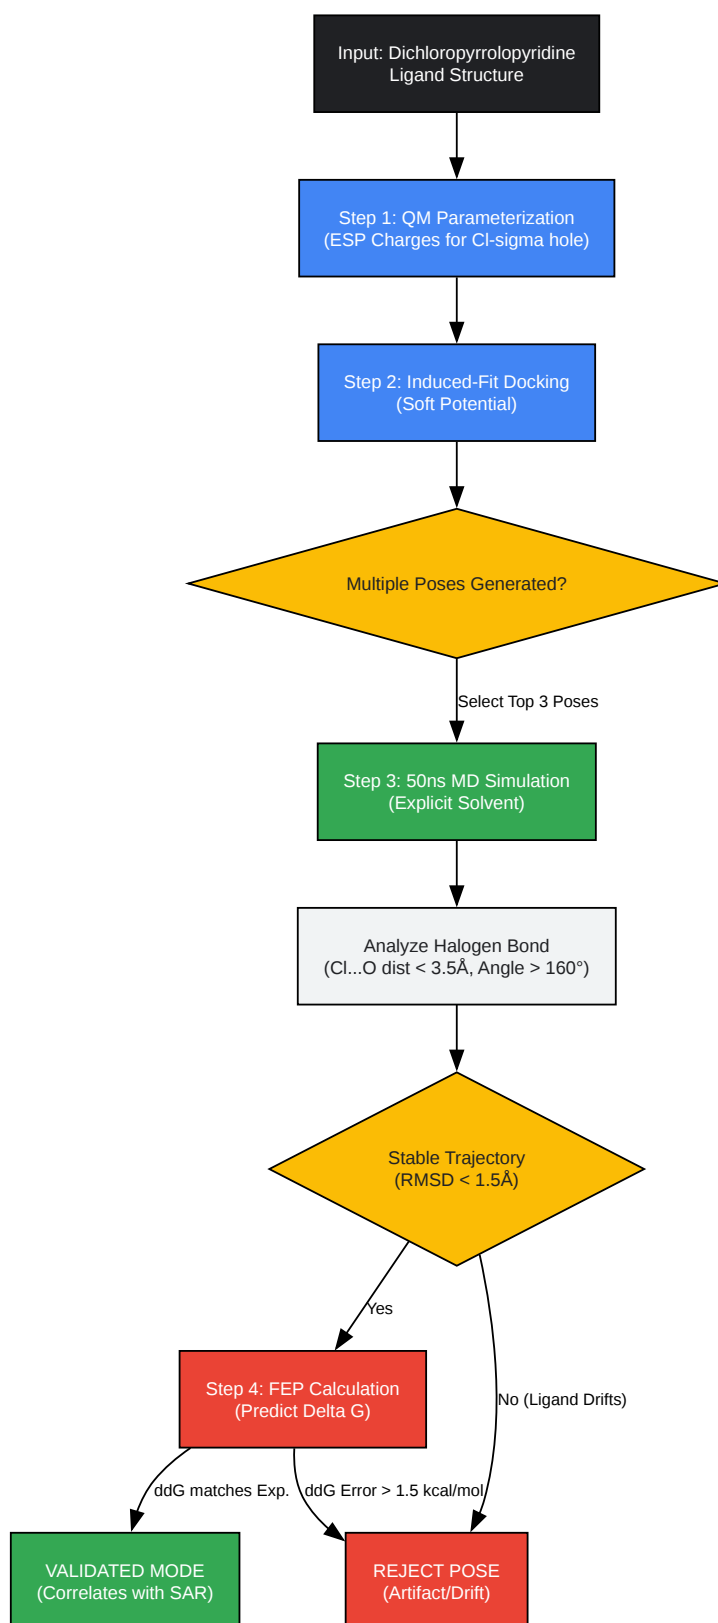 Input: Dichloropyrrolopyridine
Ligand Structure
Step 1: QM Parameterization
(ESP Charges for Cl-sigma hole)
Step 2: Induced-Fit Docking
(Soft Potential)
Multiple Poses Generated?
Select Top 3 Poses
Step 3: 50ns MD Simulation
(Explicit Solvent)
Analyze Halogen Bond
(Cl...O dist < 3.5Å, Angle > 160°)
Stable Trajectory
(RMSD < 1.5Å)
Yes
Step 4: FEP Calculation
(Predict Delta G)
No (Ligand Drifts)
ddG matches Exp.
ddG Error > 1.5 kcal/mol
VALIDATED MODE
(Correlates with SAR)
REJECT POSE
(Artifact/Drift)